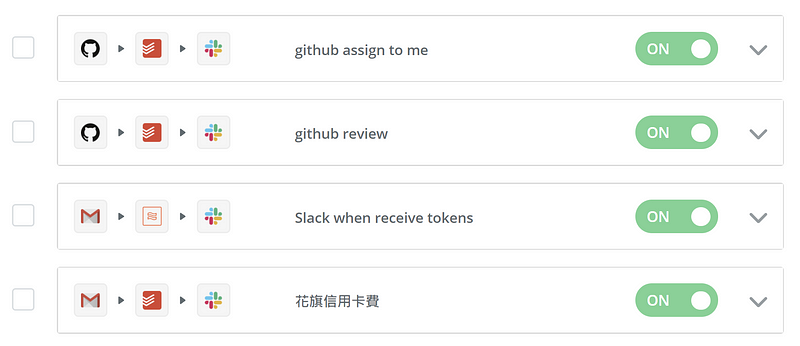 github assign to me
ON
github review
ON
Slack when receive tokens
ON
花旗信用卡費
ON